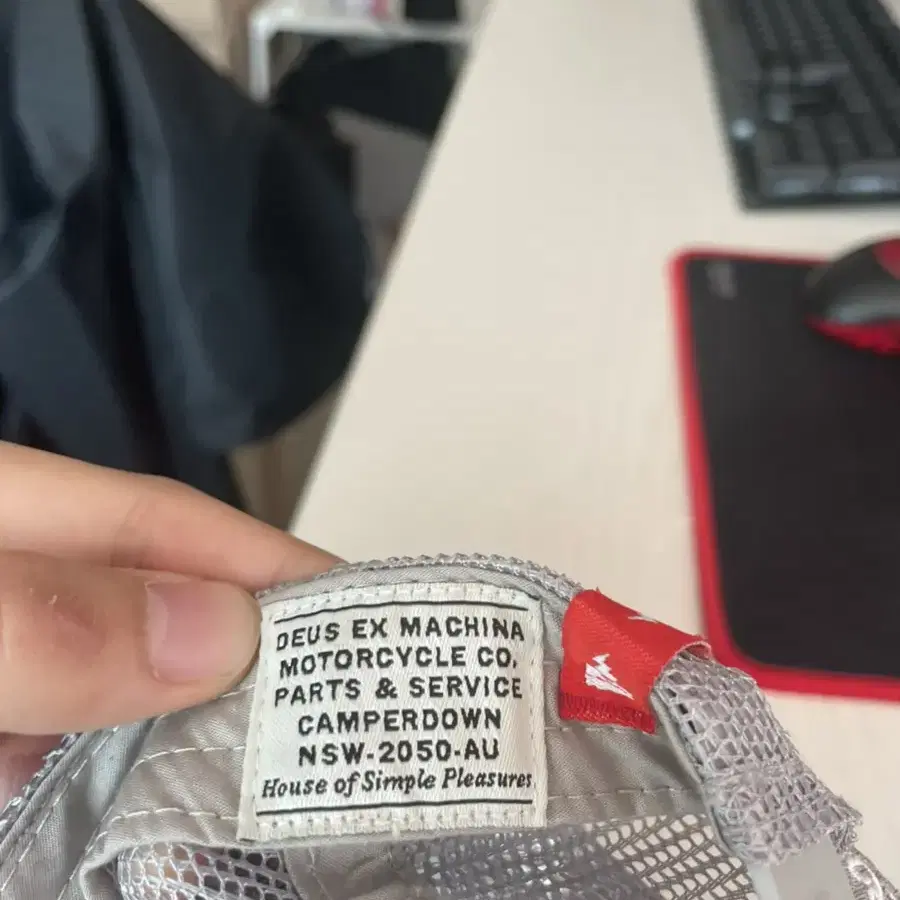 DEUS EX MACHINA
MOTORCYCLE CO.
PARTS & SERVICE
CAMPERDOWN
NSW-2050-AU
House of Simple Pleasures